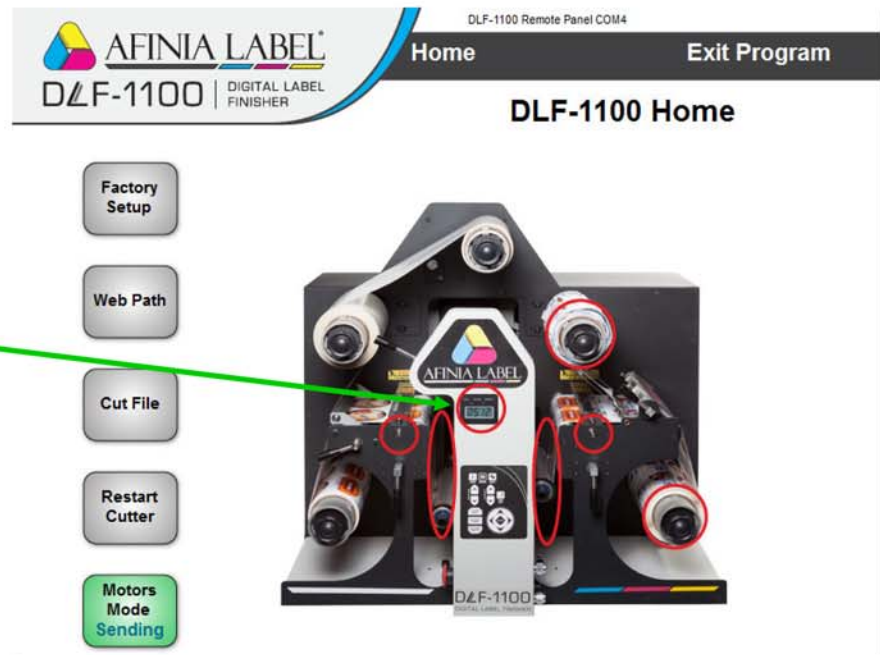 DLF-1100 Remote Panel COM4
AFINIA LABEL
Home
Exit Program
DLF-1100
DIGITAL LABEL
FINISHER
DLF-1100 Home
Factory
Setup
Web Path
Cut File
Restart
Cutter
Motors
Mode
Sending
AFINIA LABEL
DLF-1100